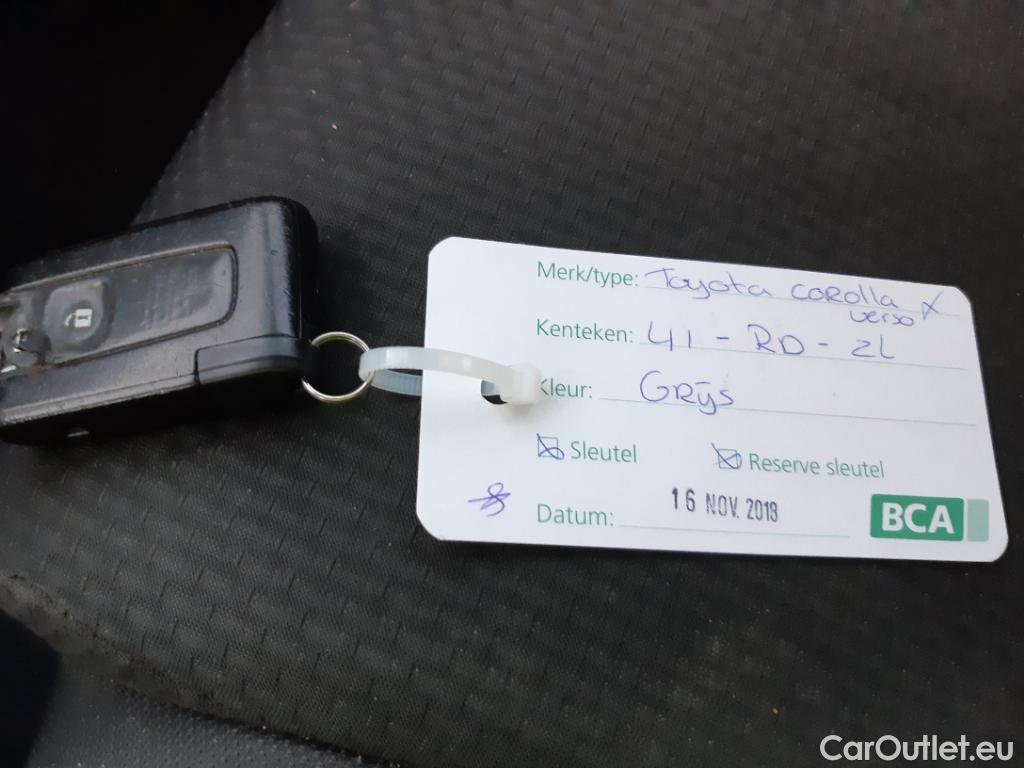 Merk/type: Toyota COROLLA X
verso
Kenteken: 41 - RD - ZL
Kleur: GRijs
Sleutel Reserve sleutel
Datum: 16 NOV. 2018
BCA
CarOutlet.eu